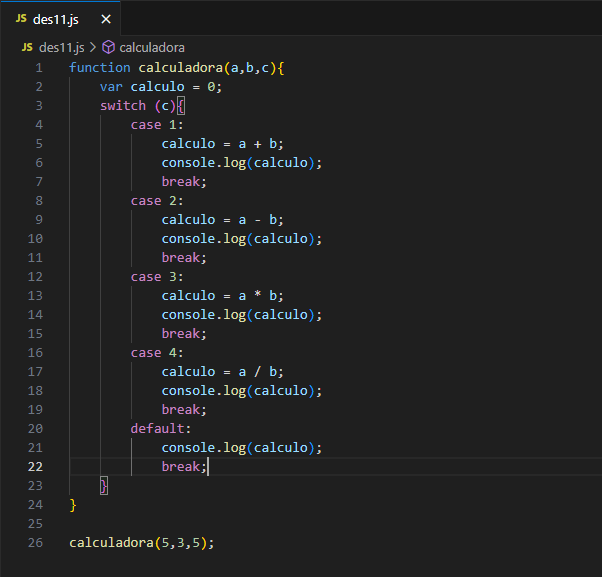 JS des11.js ×
JS des11.js > calculadora
1 function calculadora(a,b,c){
2     var calculo = 0;
3     switch (c){
4         case 1:
5             calculo = a + b;
6             console.log(calculo);
7             break;
8         case 2:
9             calculo = a - b;
10             console.log(calculo);
11             break;
12         case 3:
13             calculo = a * b;
14             console.log(calculo);
15             break;
16         case 4:
17             calculo = a / b;
18             console.log(calculo);
19             break;
20         default:
21             console.log(calculo);
22             break;
23     }
24 }
25
26 calculadora(5,3,5);